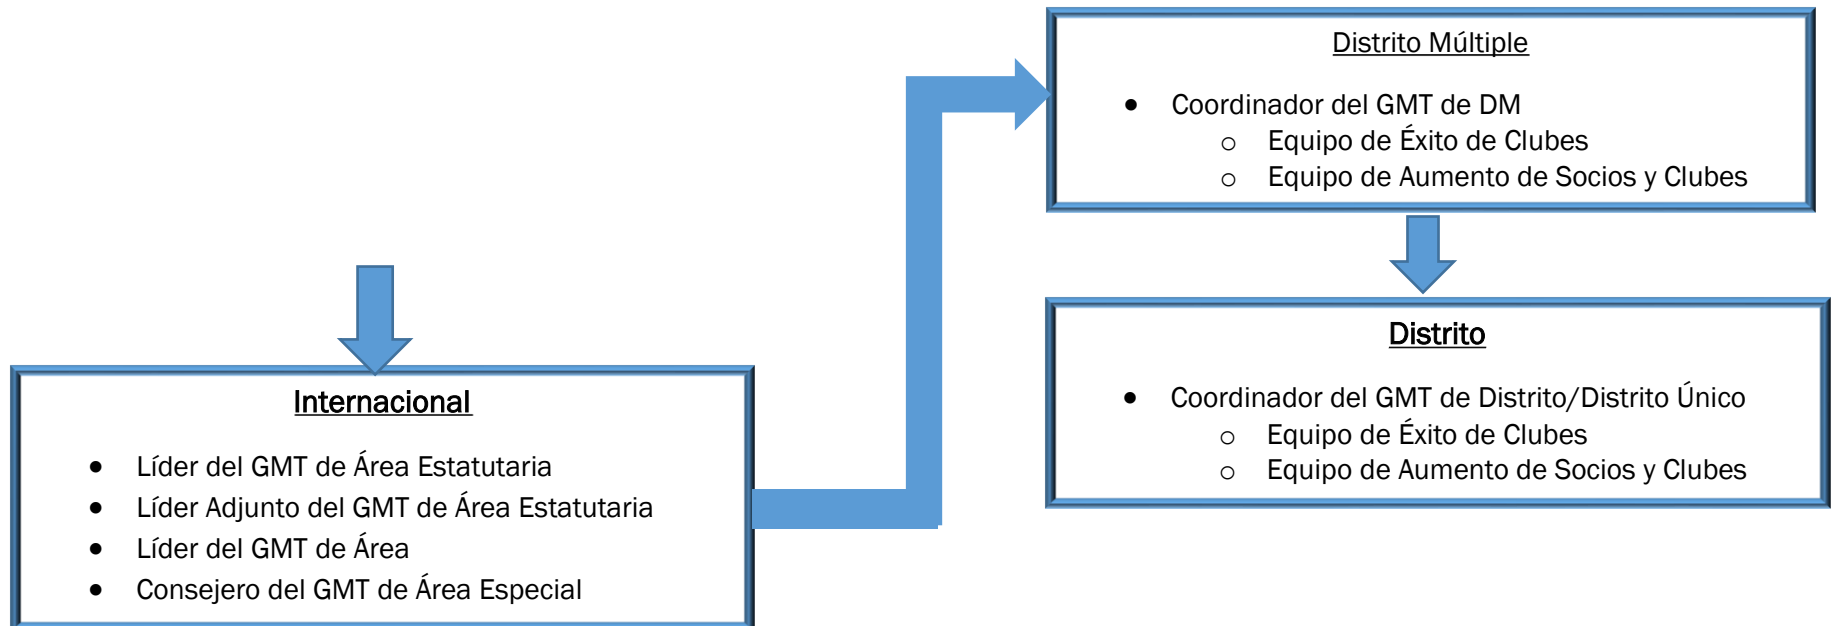 Internacional
• Líder del GMT de Área Estatutaria
• Líder Adjunto del GMT de Área Estatutaria
• Líder del GMT de Área
• Consejero del GMT de Área Especial
Distrito Múltiple
• Coordinador del GMT de DM
o Equipo de Éxito de Clubes
o Equipo de Aumento de Socios y Clubes
Distrito
• Coordinador del GMT de Distrito/Distrito Único
o Equipo de Éxito de Clubes
o Equipo de Aumento de Socios y Clubes